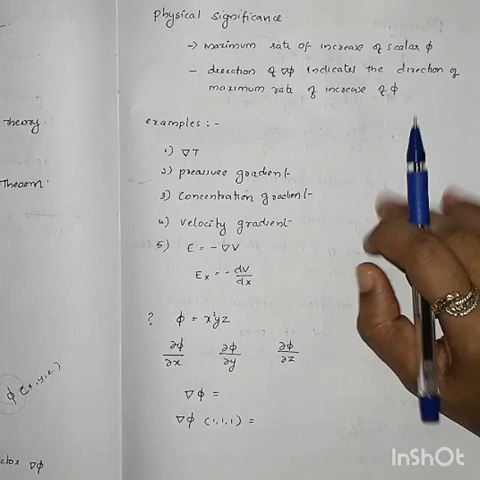 Physical significance.
→ maximum rate of increase of scalar ϕ
- direction of ∇ϕ indicates the direction of
maximum rate of increase of ϕ
examples :-
1) ∇T
2) pressure gradient
3) concentration gradient
4) velocity gradient
5) E = - ∇V
Ex = - dV/dx
? ϕ = x²yz
∂ϕ/∂x ∂ϕ/∂y ∂ϕ/∂z
∇ϕ =
∇ϕ (1,1,1) =
Theory
Theorem
ϕ (x,y,z)
∇ϕ
InShOt